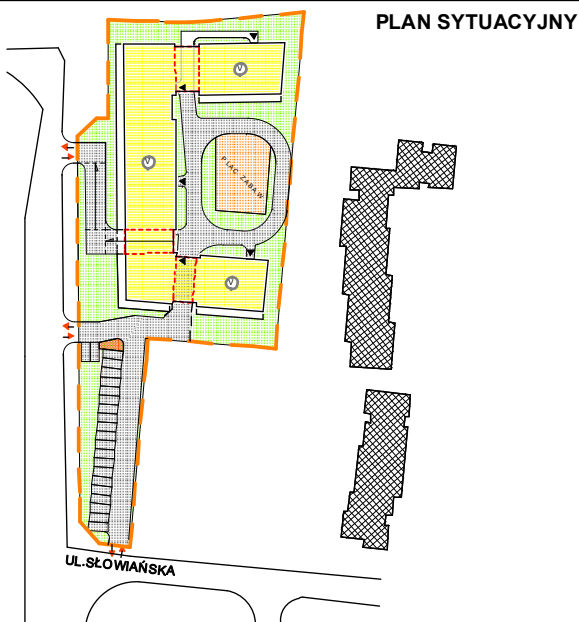 PLAN SYTUACYJNY
V
V
PLAC ZABAW
V
UL.SŁOWIAŃSKA